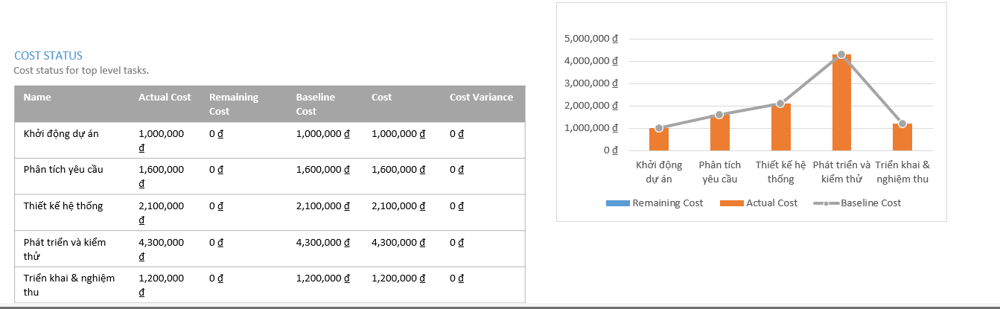 COST STATUS
Cost status for top level tasks.
Name Actual Cost Remaining Cost Baseline Cost Cost Cost Variance
Khởi động dự án 1,000,000 ₫ 0 ₫ 1,000,000 ₫ 1,000,000 ₫ 0 ₫
Phân tích yêu cầu 1,600,000 ₫ 0 ₫ 1,600,000 ₫ 1,600,000 ₫ 0 ₫
Thiết kế hệ thống 2,100,000 ₫ 0 ₫ 2,100,000 ₫ 2,100,000 ₫ 0 ₫
Phát triển và kiểm thử 4,300,000 ₫ 0 ₫ 4,300,000 ₫ 4,300,000 ₫ 0 ₫
Triển khai & nghiệm thu 1,200,000 ₫ 0 ₫ 1,200,000 ₫ 1,200,000 ₫ 0 ₫
5,000,000 ₫
4,000,000 ₫
3,000,000 ₫
2,000,000 ₫
1,000,000 ₫
0 ₫
Khởi động Phân tích Thiết kế hệ Phát triển và Triển khai &
dự án yêu cầu thống kiểm thử nghiệm thu
Remaining Cost Actual Cost Baseline Cost